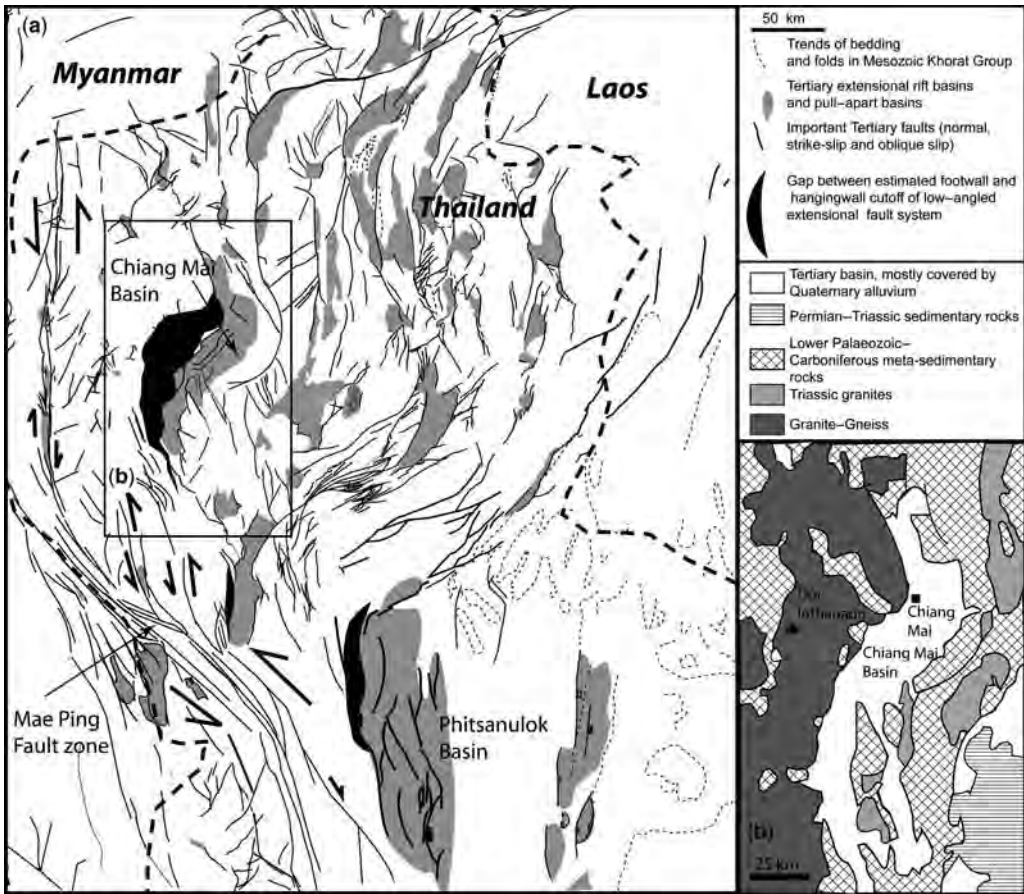 (a)
Myanmar
Laos
Thailand
Chiang Mai
Basin
(b)
Mae Ping
Fault zone
Phitsanulok
Basin
50 km
Trends of bedding
and folds in Mesozoic Khorat Group
Tertiary extensional rift basins
and pull–apart basins
Important Tertiary faults (normal,
strike-slip and oblique slip)
Gap between estimated footwall and
hangingwall cutoff of low–angled
extensional fault system
Tertiary basin, mostly covered by
Quaternary alluvium
Permian–Triassic sedimentary rocks
Lower Palaeozoic–
Carboniferous meta-sedimentary
rocks
Triassic granites
Granite–Gneiss
Doi
Inthanaon
Chiang
Mai
Chiang Mai
Basin
(b)
25 km